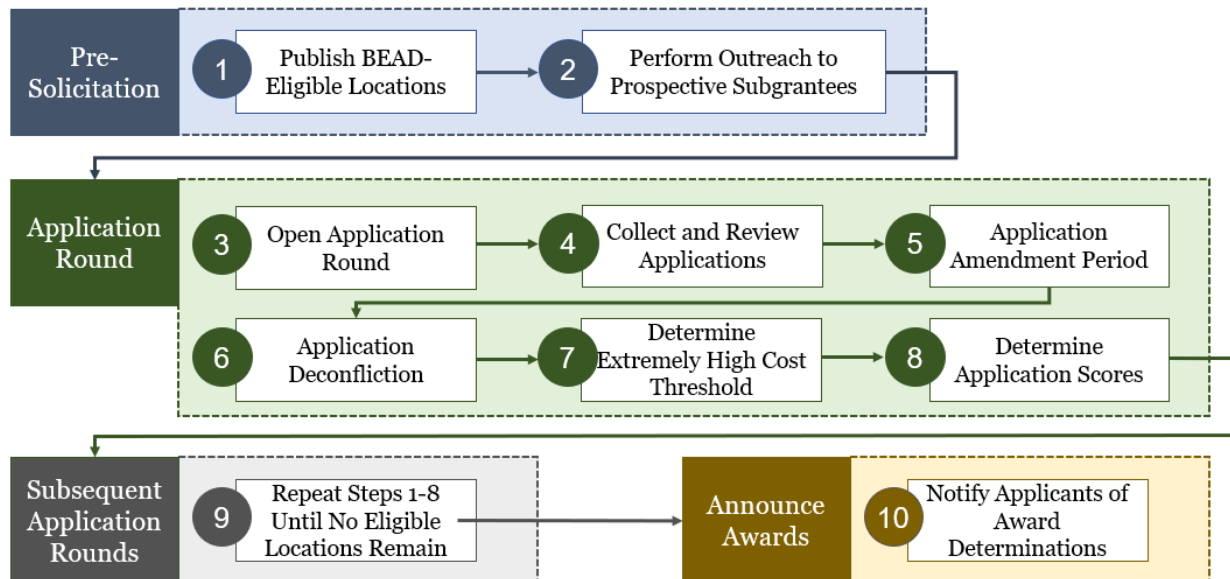 Pre-
Solicitation
1
Publish BEAD-
Eligible Locations
2
Perform Outreach to
Prospective Subgrantees
Application
Round
3
Open Application
Round
4
Collect and Review
Applications
5
Application
Amendment Period
6
Application
Deconfliction
7
Determine
Extremely High Cost
Threshold
8
Determine
Application Scores
Subsequent
Application
Rounds
9
Repeat Steps 1-8
Until No Eligible
Locations Remain
Announce
Awards
10
Notify Applicants of
Award
Determinations